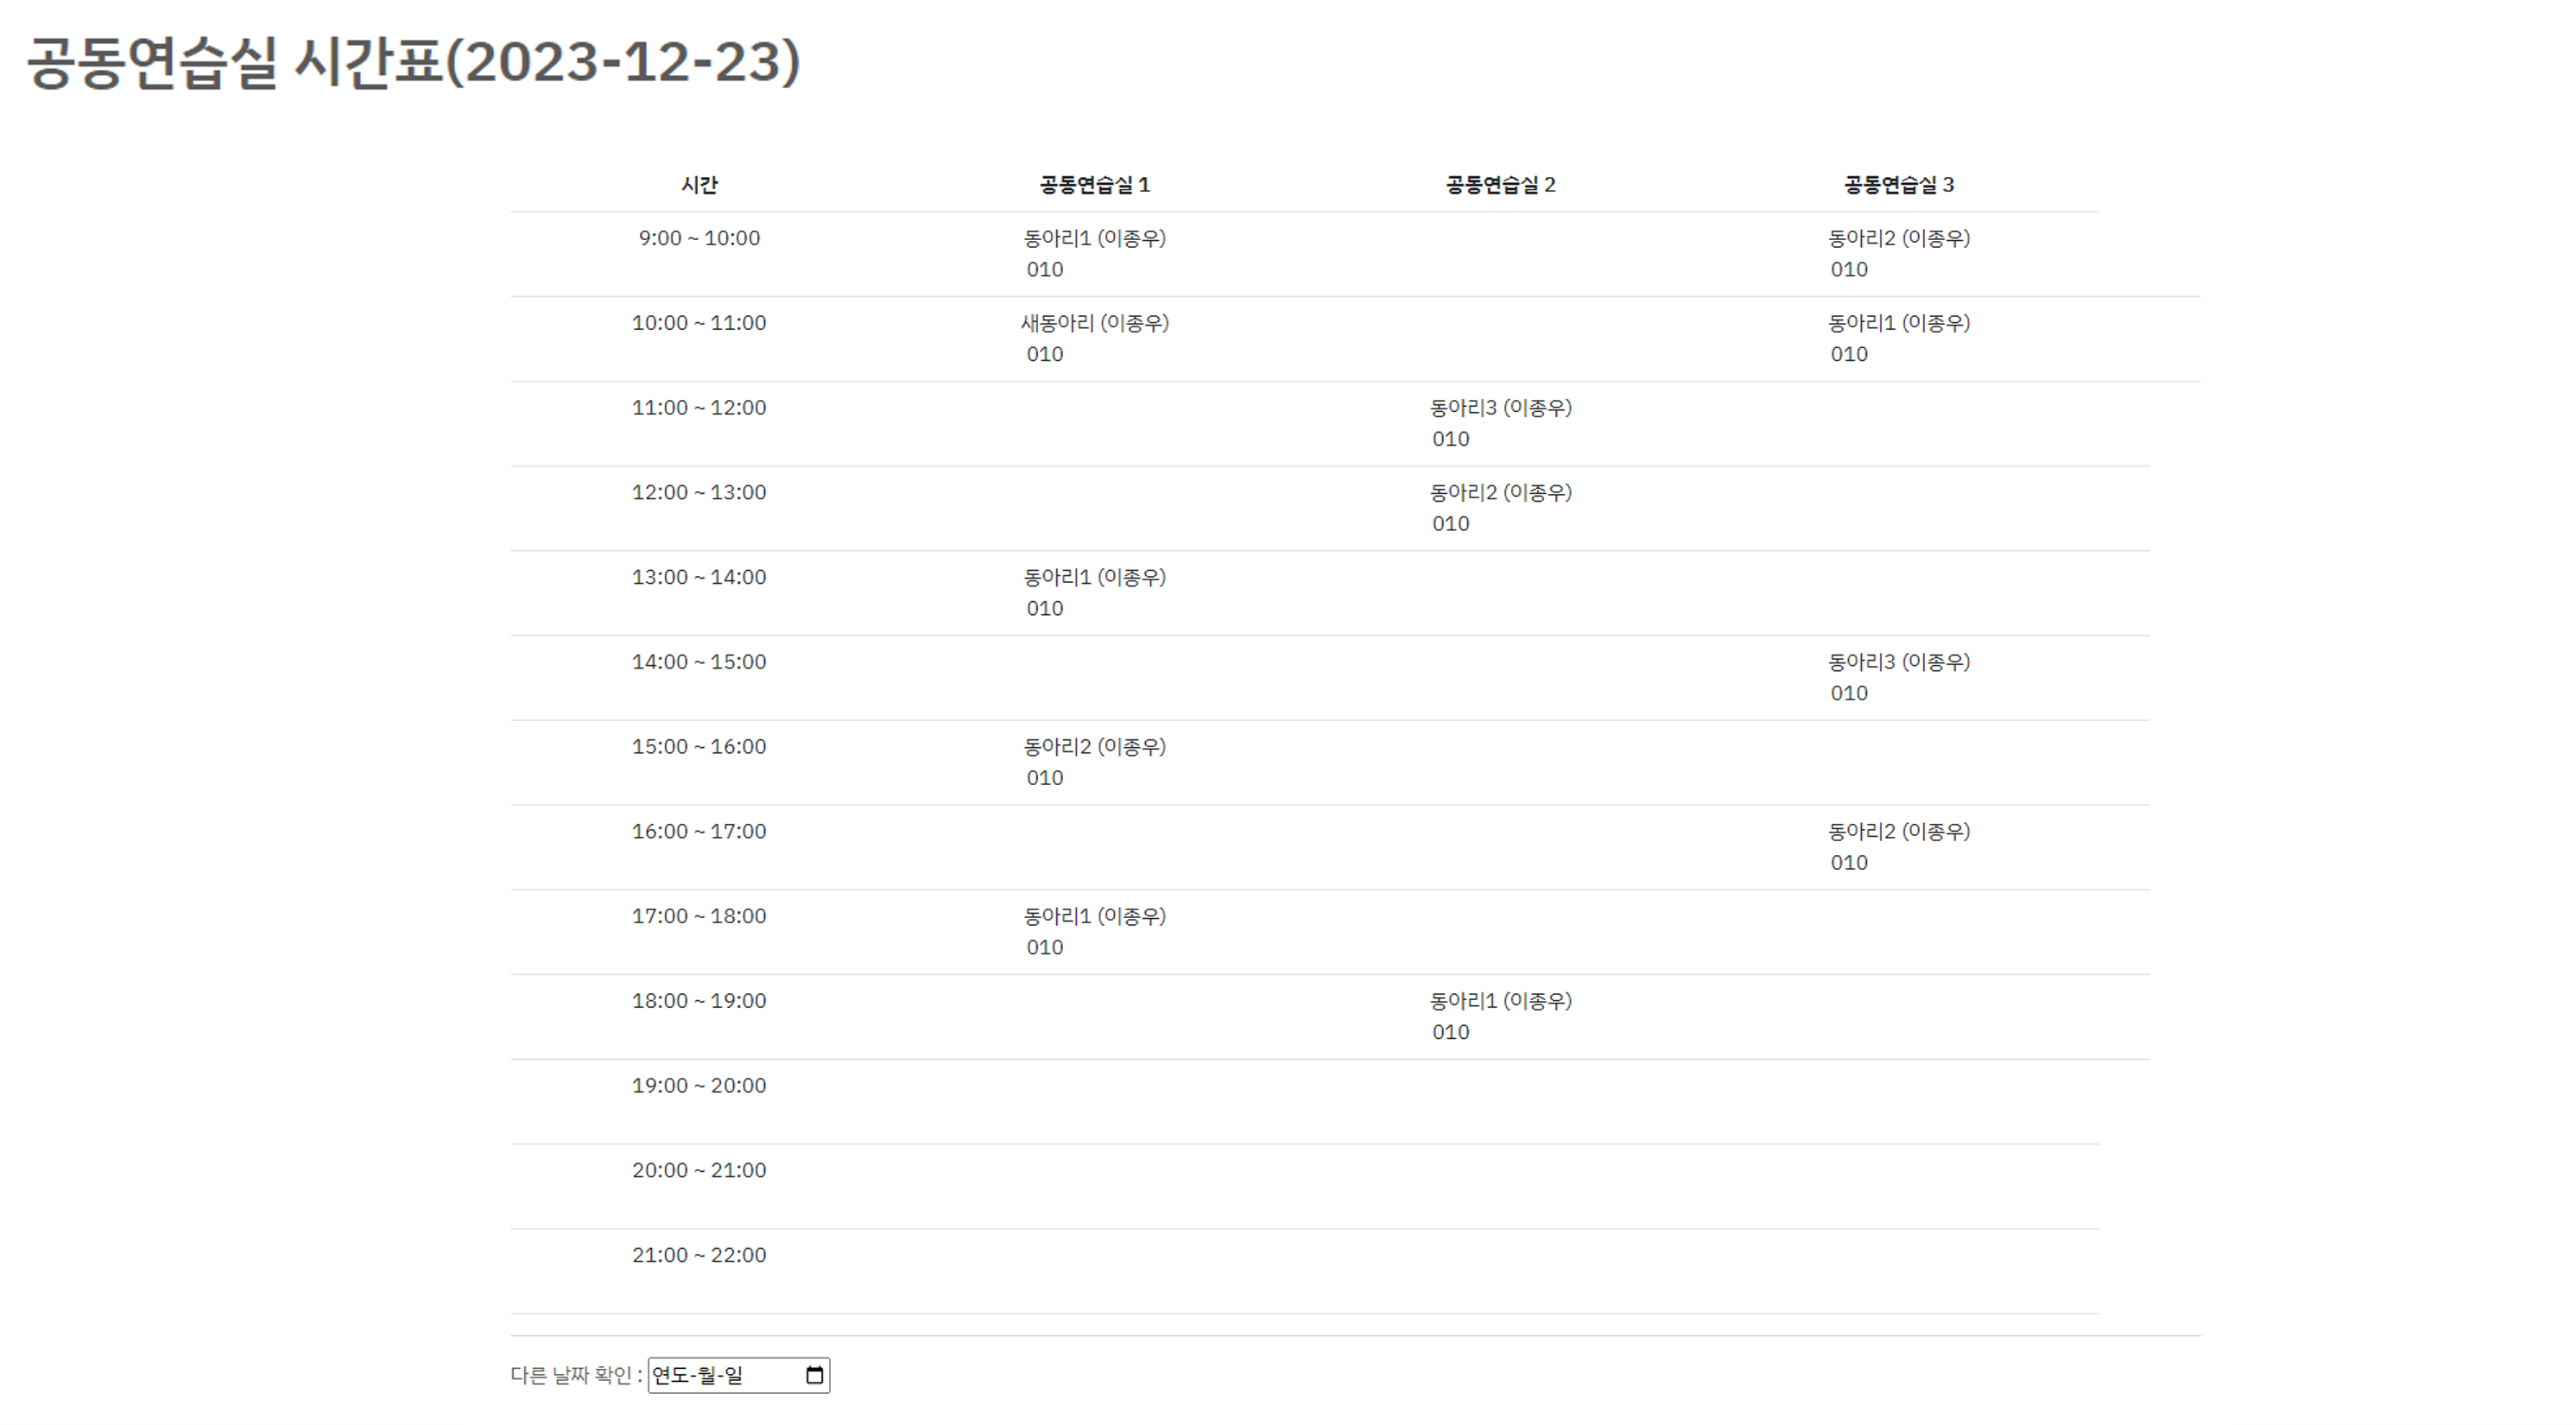 공동연습실 시간표(2023-12-23)
시간 공동연습실 1 공동연습실 2 공동연습실 3
9:00 ~ 10:00 동아리1 (이종우) 동아리2 (이종우)
010 010
10:00 ~ 11:00 새동아리 (이종우) 동아리1 (이종우)
010 010
11:00 ~ 12:00 동아리3 (이종우)
010
12:00 ~ 13:00 동아리2 (이종우)
010
13:00 ~ 14:00 동아리1 (이종우)
010
14:00 ~ 15:00 동아리3 (이종우)
010
15:00 ~ 16:00 동아리2 (이종우)
010
16:00 ~ 17:00 동아리2 (이종우)
010
17:00 ~ 18:00 동아리1 (이종우)
010
18:00 ~ 19:00 동아리1 (이종우)
010
19:00 ~ 20:00
20:00 ~ 21:00
21:00 ~ 22:00
다른 날짜 확인 : 연도-월-일